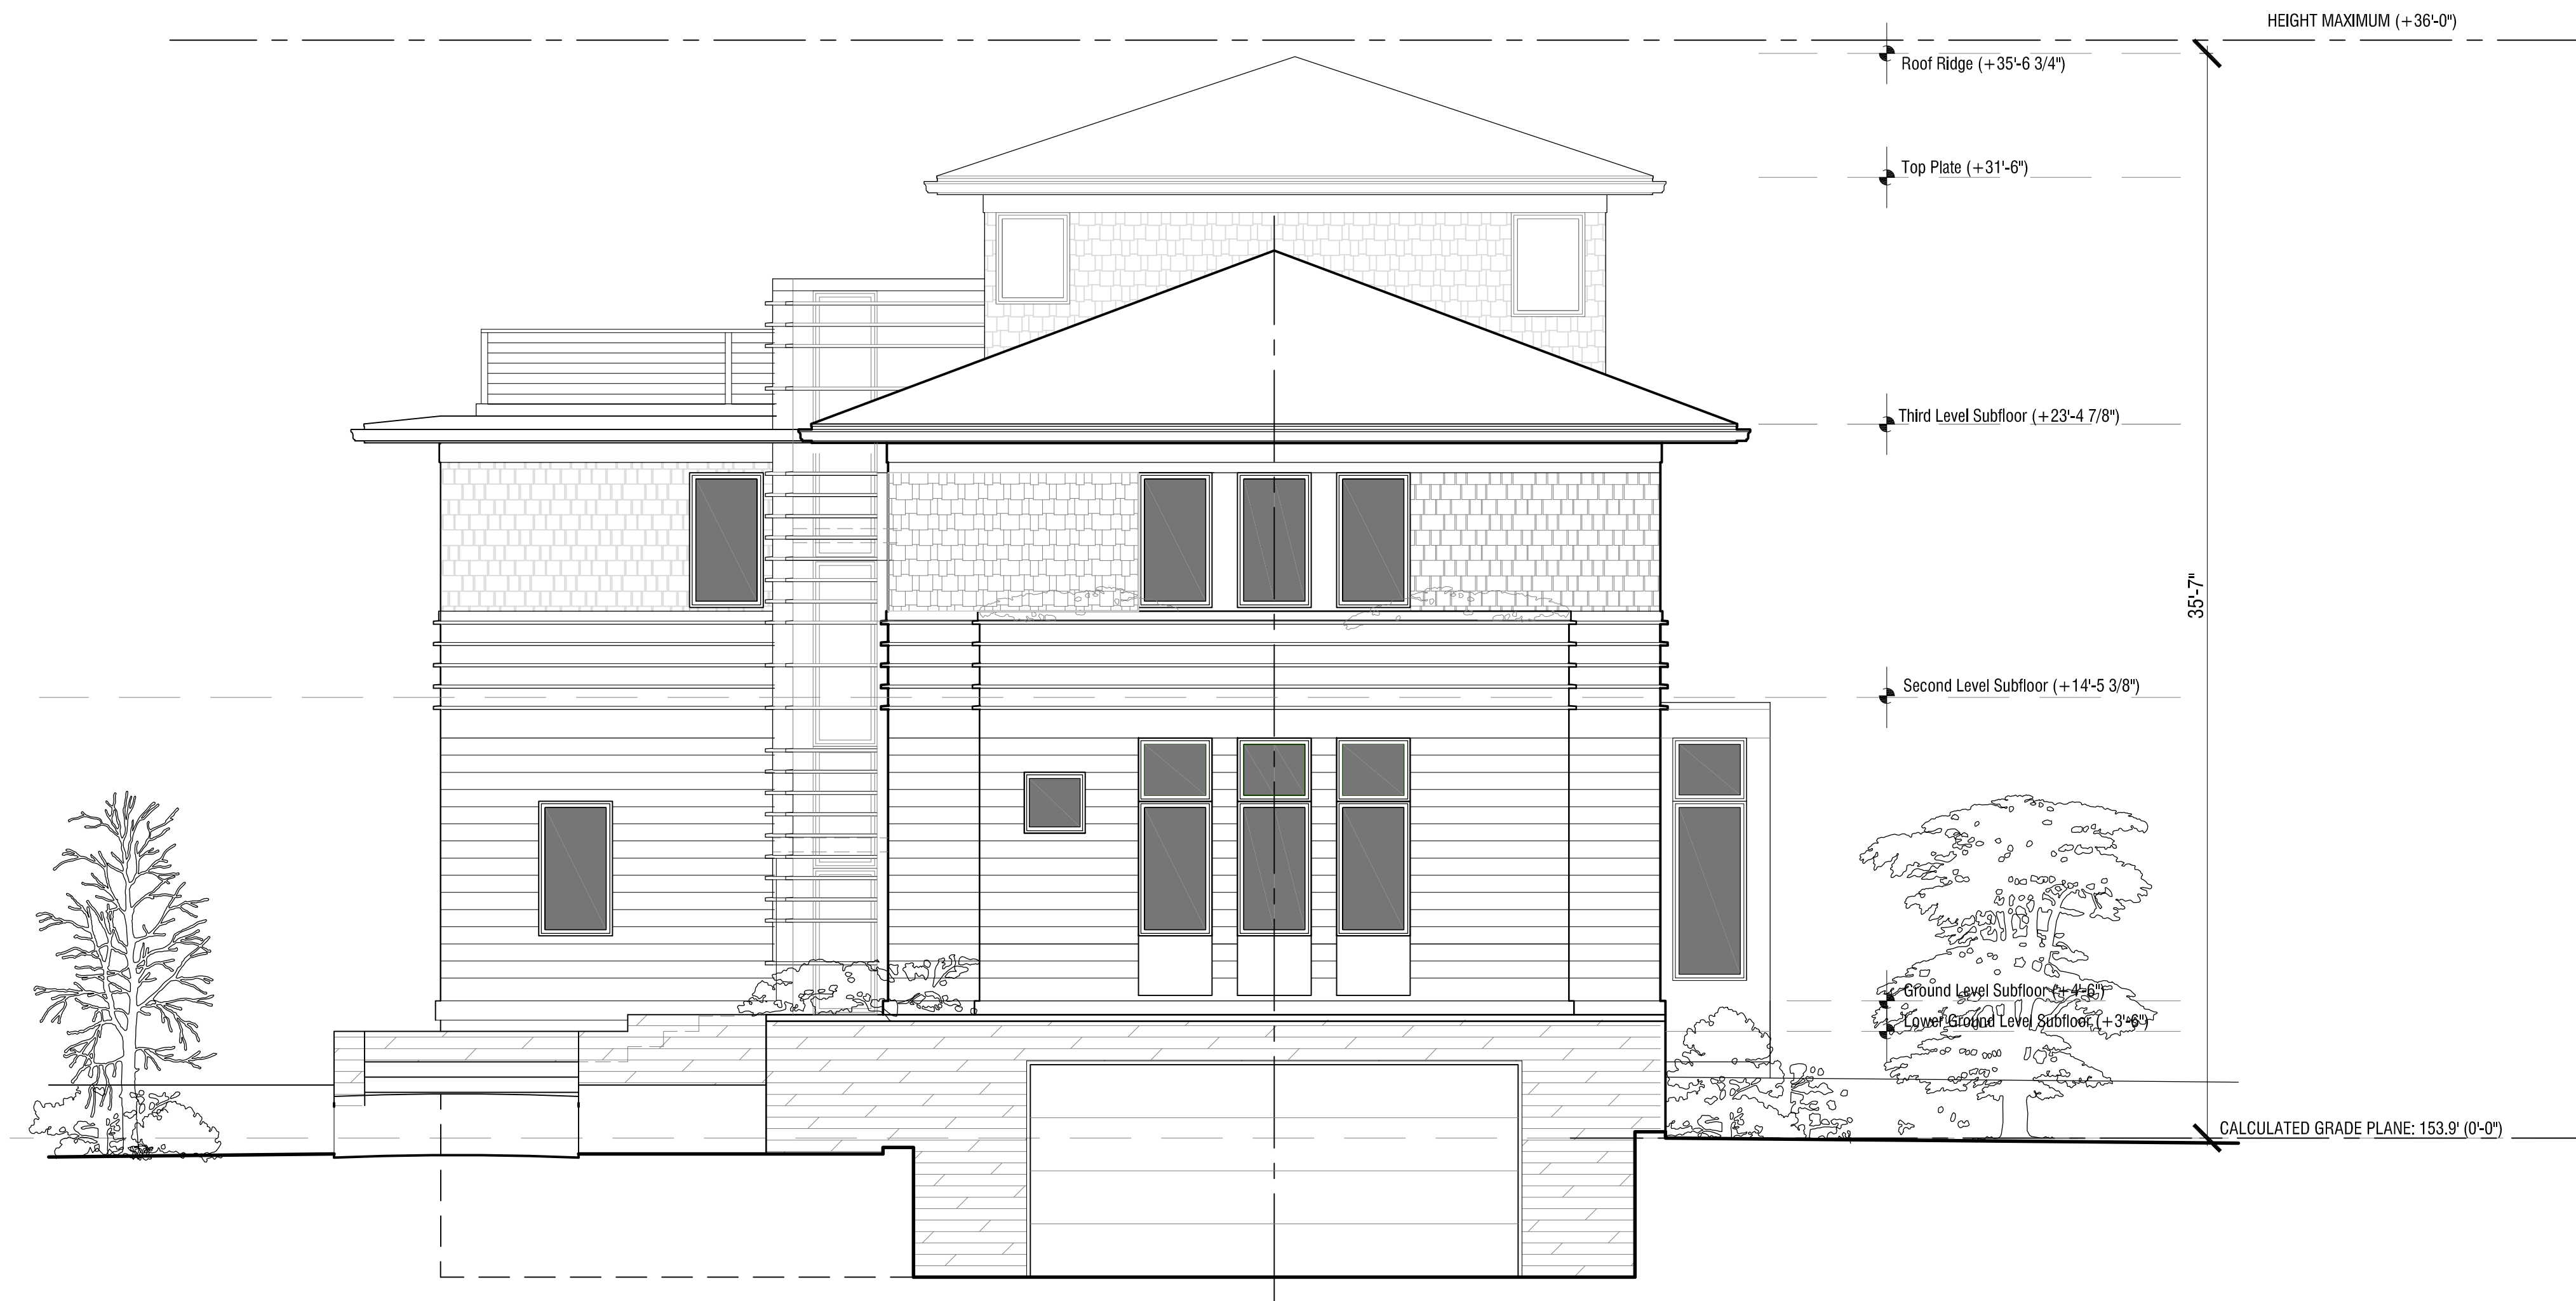 HEIGHT MAXIMUM (+36'-0")
Roof Ridge (+35'-6 3/4")
Top Plate (+31'-6")
Third Level Subfloor (+23'-4 7/8")
35'-7"
Second Level Subfloor (+14'-5 3/8")
Ground Level Subfloor (+4'-6")
Lower Ground Level Subfloor (+3'-6")
CALCULATED GRADE PLANE: 153.9' (0'-0")